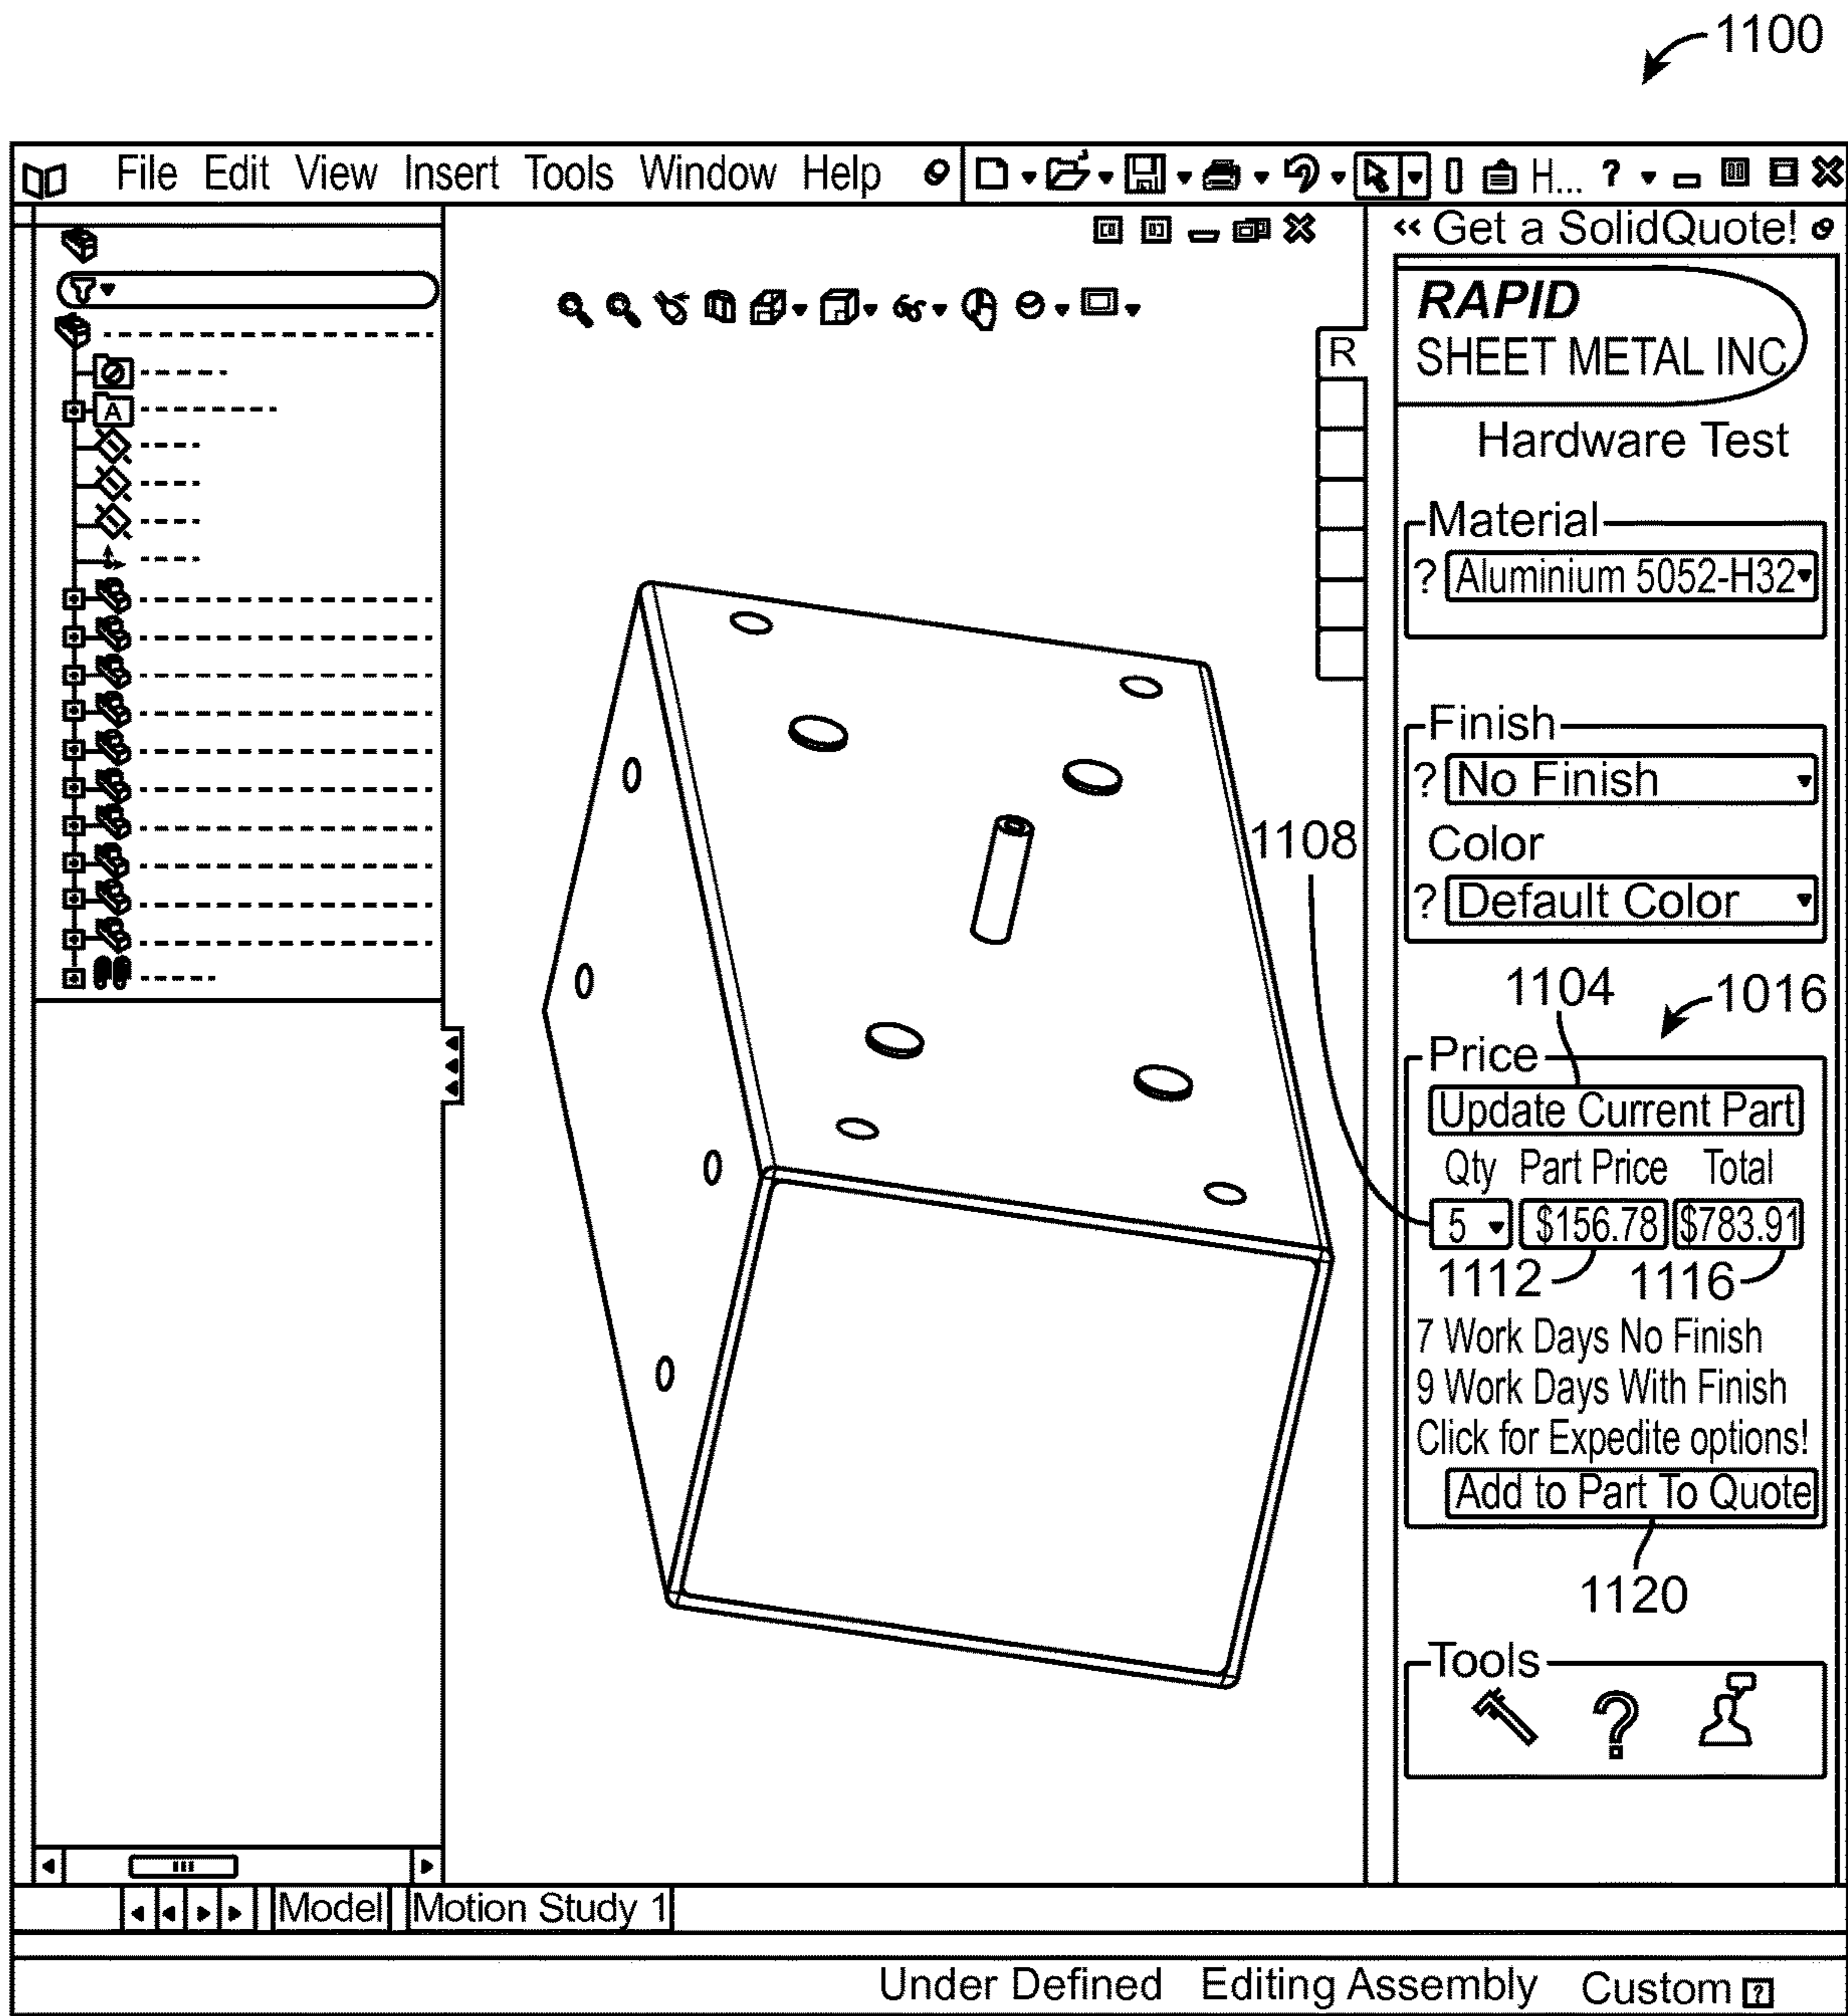 1100
File Edit View Insert Tools Window Help H... ?
« Get a SolidQuote!
RAPID
SHEET METAL INC
R
A
Hardware Test
Material
? Aluminium 5052-H32
Finish
? No Finish
1108
Color
? Default Color
1104 1016
Price
Update Current Part
Qty Part Price Total
5 $156.78 $783.91
1112 1116
7 Work Days No Finish
9 Work Days With Finish
Click for Expedite options!
Add to Part To Quote
1120
Tools
?
Model Motion Study 1
Under Defined Editing Assembly Custom ?